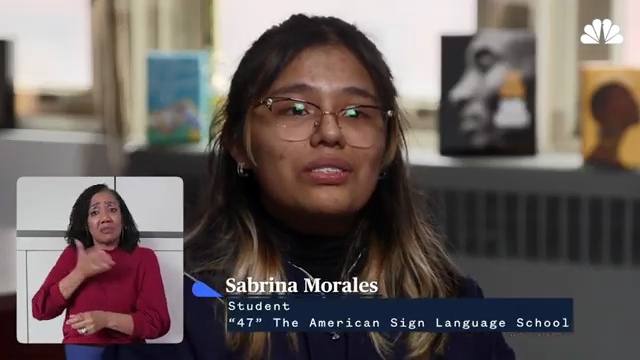 Sabrina Morales
Student
“47” The American Sign Language School